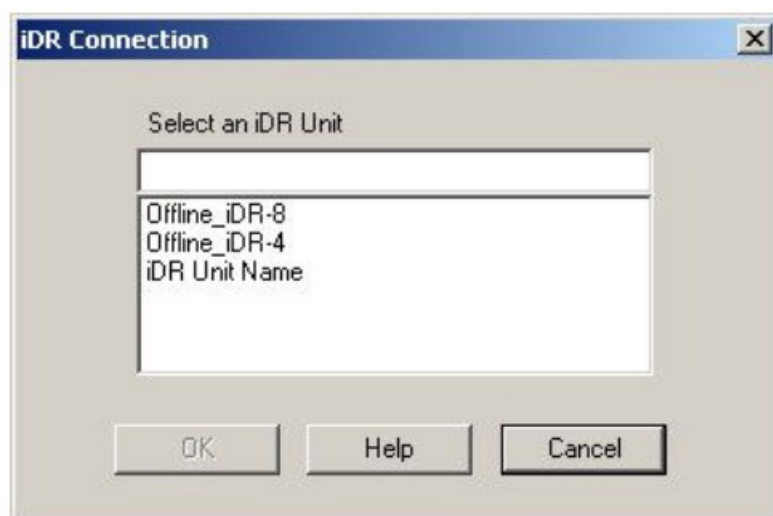 iDR Connection
Select an iDR Unit
Offline_iDR-8
Offline_iDR-4
iDR Unit Name
OK Help Cancel